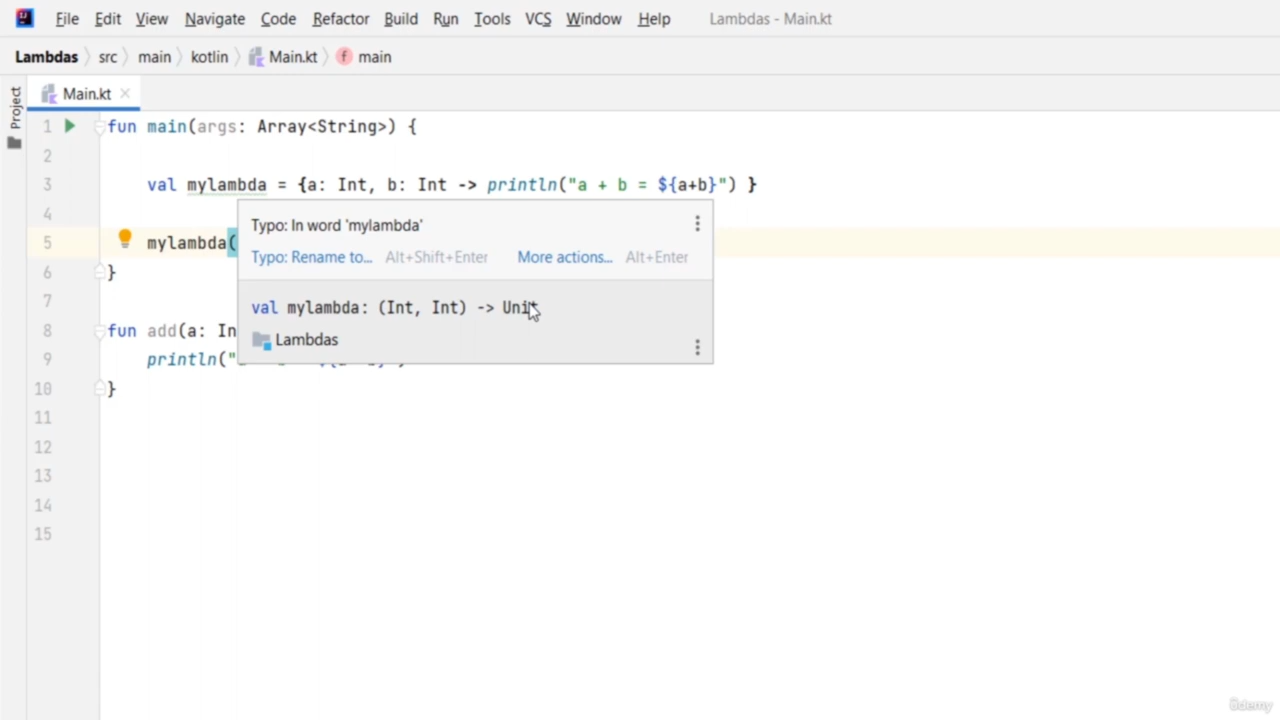 File Edit View Navigate Code Refactor Build Run Tools VCS Window Help Lambdas - Main.kt
Lambdas src main kotlin Main.kt main
Project
Main.kt
1 fun main(args: Array<String>) {
2
3 val mylambda = {a: Int, b: Int -> println("a + b = ${a+b}") }
4
5 mylambda(
6 }
7
8 fun add(a: In
9 println("
10 }
11
12
13
14
15
Typo: In word 'mylambda'
Typo: Rename to... Alt+Shift+Enter More actions... Alt+Enter
val mylambda: (Int, Int) -> Unit
Lambdas
ûdemy